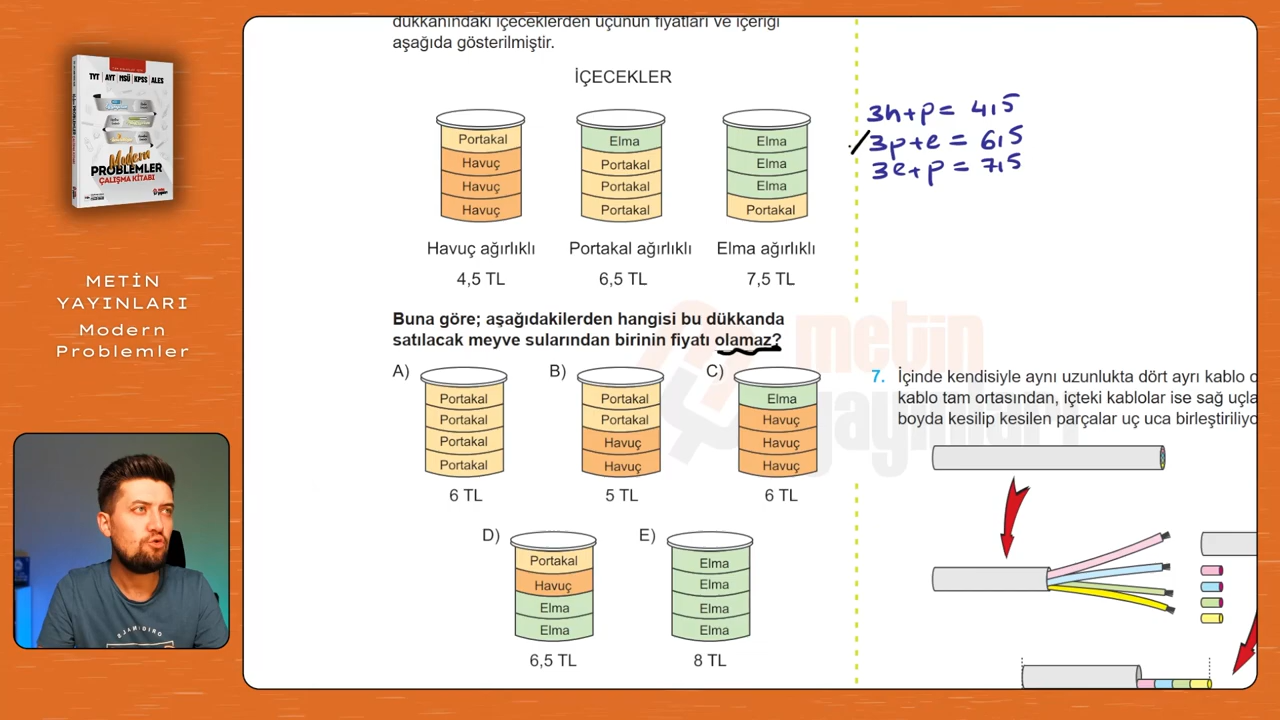 TYT | AYT | MSÜ | KPSS | ALES
Modern
PROBLEMLER
ÇALIŞMA KİTABI
METİN
YAYINLARI
Modern
Problemler
dükkanındaki içeceklerden üçünün fiyatları ve içeriği
aşağıda gösterilmiştir.
İÇECEKLER
Portakal
Havuç
Havuç
Havuç
Elma
Portakal
Portakal
Portakal
Elma
Elma
Elma
Portakal
Havuç ağırlıklı
Portakal ağırlıklı
Elma ağırlıklı
4,5 TL
6,5 TL
7,5 TL
3h+p = 4,5
3p+e = 6,5
3e+p = 7,5
Buna göre; aşağıdakilerden hangisi bu dükkanda
satılacak meyve sularından birinin fiyatı olamaz?
A)
Portakal
Portakal
Portakal
Portakal
6 TL
B)
Portakal
Portakal
Havuç
Havuç
5 TL
C)
Elma
Havuç
Havuç
Havuç
6 TL
D)
Portakal
Havuç
Elma
Elma
6,5 TL
E)
Elma
Elma
Elma
Elma
8 TL
metin
yayınları
7. İçinde kendisiyle aynı uzunlukta dört ayrı kablo
kablo tam ortasından, içteki kablolar ise sağ uçla
boyda kesilip kesilen parçalar uç uca birleştiriliyo